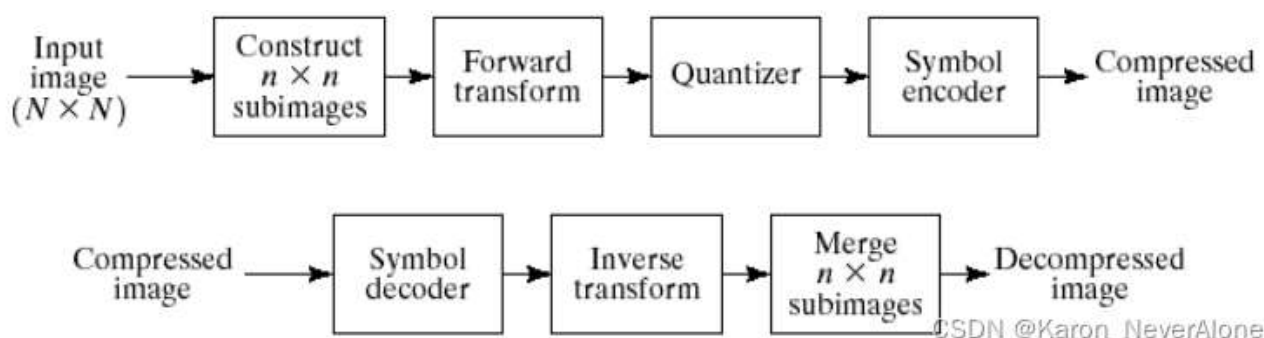 Input
image
(N × N)
Construct
n × n
subimages
Forward
transform
Quantizer
Symbol
encoder
Compressed
image
Compressed
image
Symbol
decoder
Inverse
transform
Merge
n × n
subimages
Decompressed
image
CSDN @Karon_NeverAlone